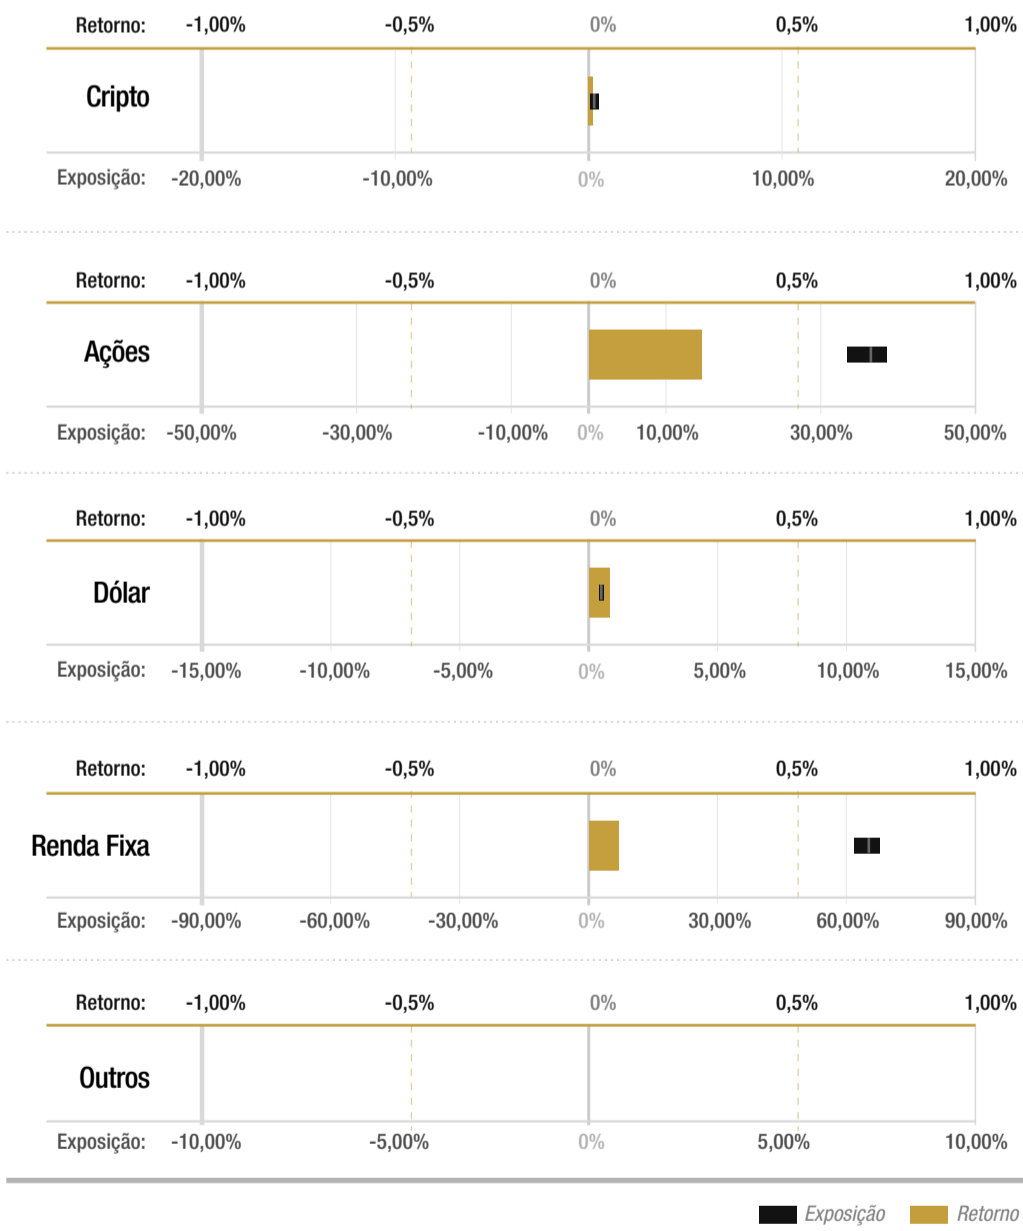 Retorno: -1,00% -0,5% 0% 0,5% 1,00%
Cripto
Exposição: -20,00% -10,00% 0% 10,00% 20,00%
Retorno: -1,00% -0,5% 0% 0,5% 1,00%
Ações
Exposição: -50,00% -30,00% -10,00% 0% 10,00% 30,00% 50,00%
Retorno: -1,00% -0,5% 0% 0,5% 1,00%
Dólar
Exposição: -15,00% -10,00% -5,00% 0% 5,00% 10,00% 15,00%
Retorno: -1,00% -0,5% 0% 0,5% 1,00%
Renda Fixa
Exposição: -90,00% -60,00% -30,00% 0% 30,00% 60,00% 90,00%
Retorno: -1,00% -0,5% 0% 0,5% 1,00%
Outros
Exposição: -10,00% -5,00% 0% 5,00% 10,00%
Exposição Retorno